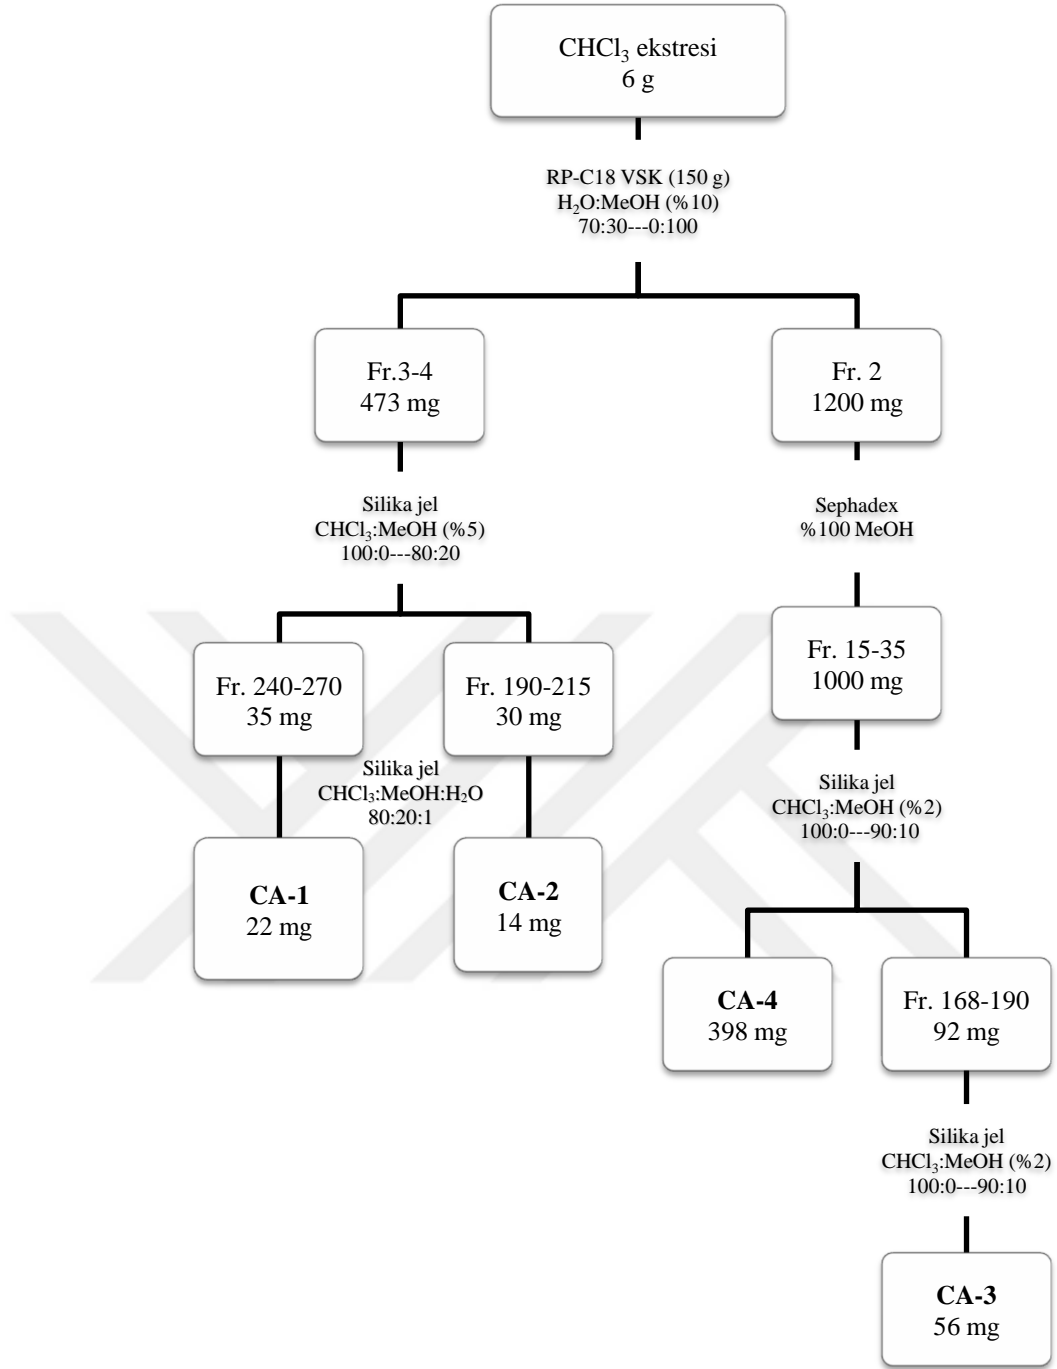 CHCl₃ ekstresi
6 g
RP-C18 VSK (150 g)
H₂O:MeOH (%10)
70:30---0:100
Fr.3-4
473 mg
Fr. 2
1200 mg
Silika jel
CHCl₃:MeOH (%5)
100:0---80:20
Sephadex
%100 MeOH
Fr. 240-270
35 mg
Fr. 190-215
30 mg
Fr. 15-35
1000 mg
Silika jel
CHCl₃:MeOH:H₂O
80:20:1
Silika jel
CHCl₃:MeOH (%2)
100:0---90:10
CA-1
22 mg
CA-2
14 mg
CA-4
398 mg
Fr. 168-190
92 mg
Silika jel
CHCl₃:MeOH (%2)
100:0---90:10
CA-3
56 mg